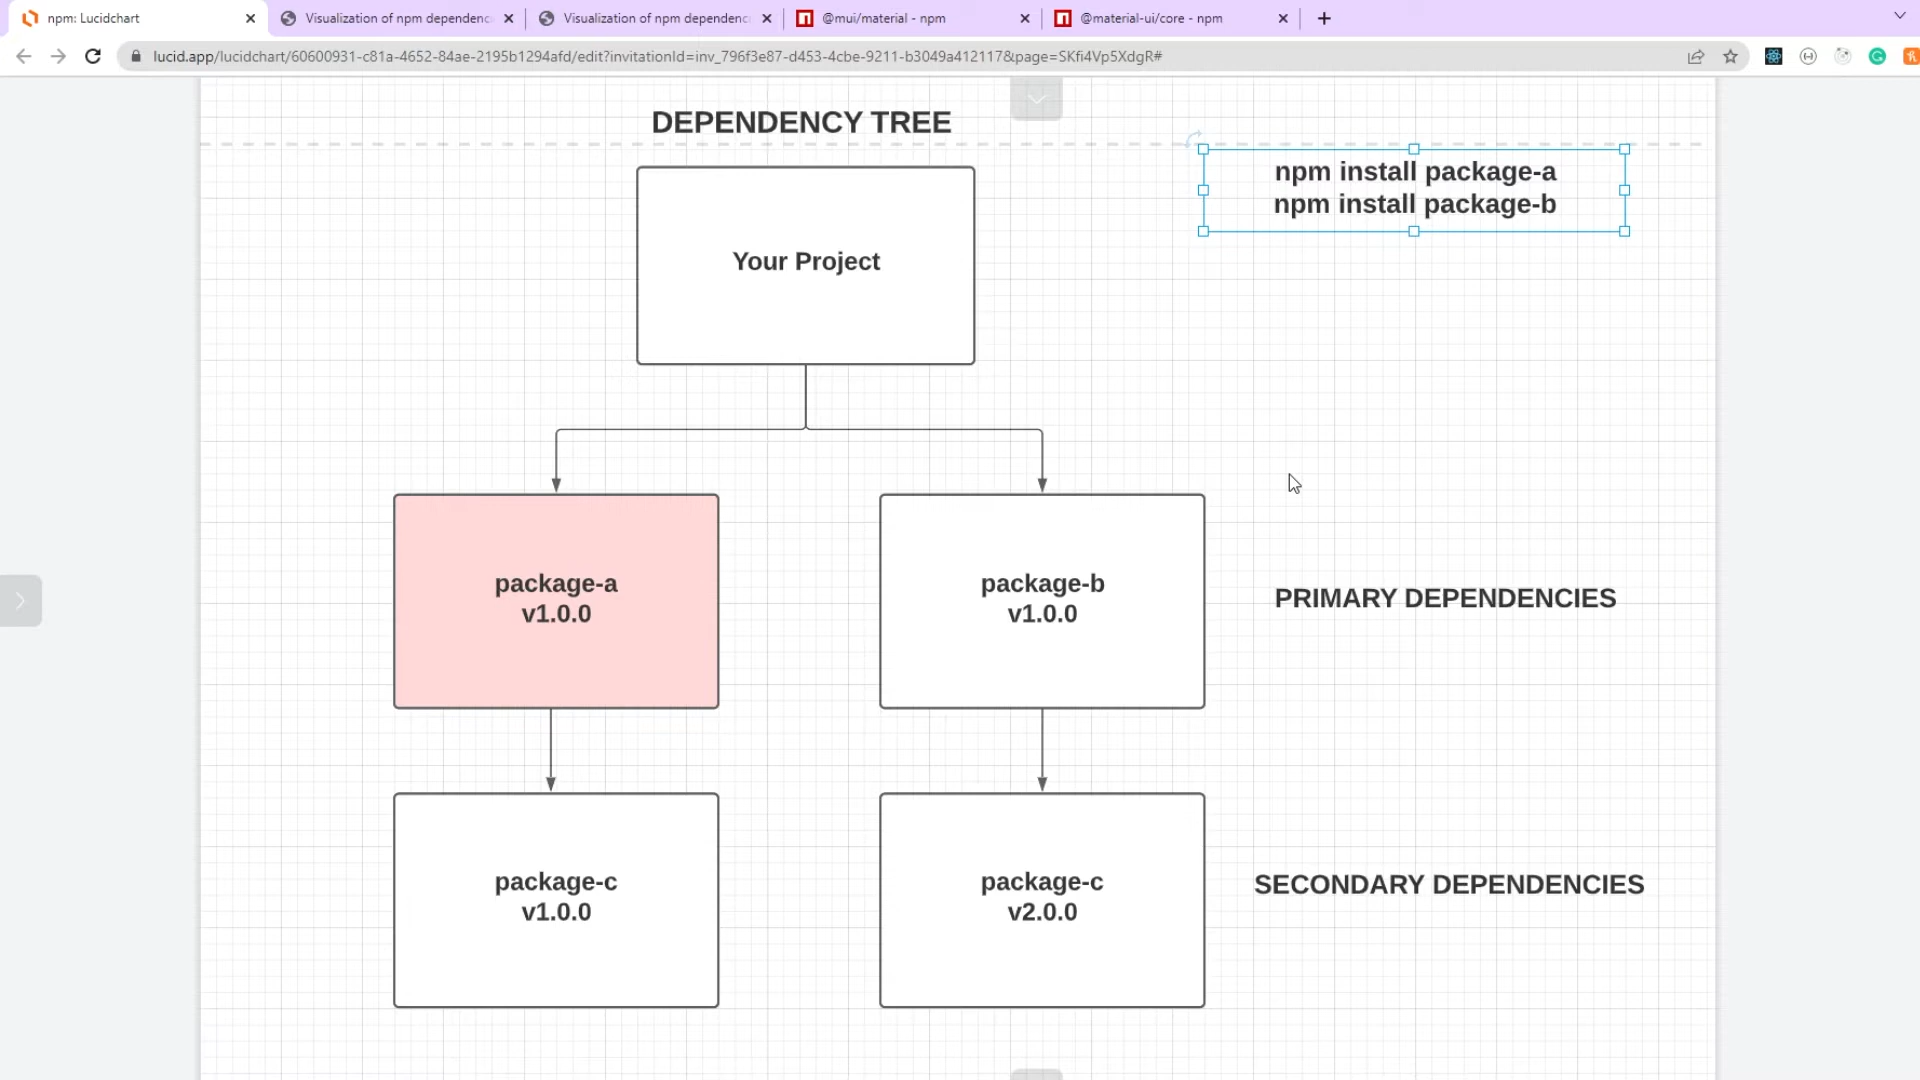 npm: Lucidchart
Visualization of npm dependenc
Visualization of npm dependenc
@mui/material - npm
@material-ui/core - npm
lucid.app/lucidchart/60600931-c81a-4652-84ae-2195b1294afd/edit?invitationId=inv_796f3e87-d453-4cbe-9211-b3049a412117&page=SKfi4Vp5XdgR#
DEPENDENCY TREE
npm install package-a
npm install package-b
Your Project
package-a
v1.0.0
package-b
v1.0.0
PRIMARY DEPENDENCIES
package-c
v1.0.0
package-c
v2.0.0
SECONDARY DEPENDENCIES